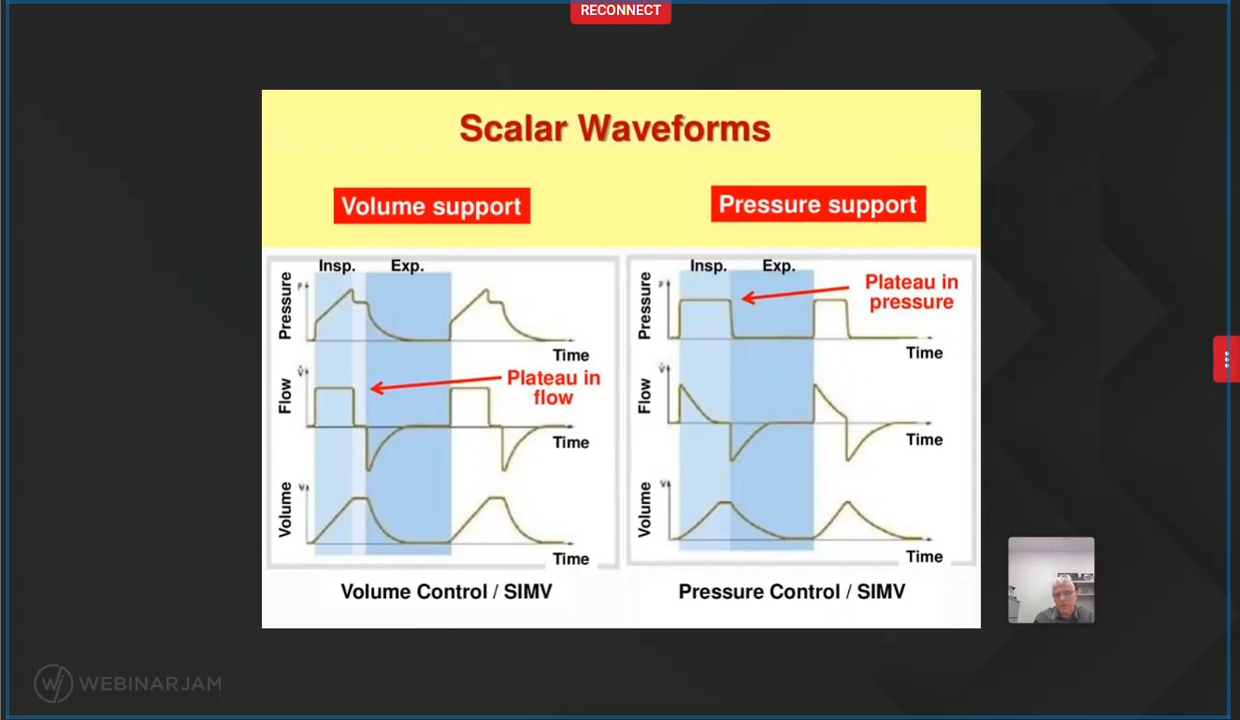 RECONNECT
Scalar Waveforms
Volume support
Pressure support
Insp.
Exp.
Pressure
Time
Plateau in
flow
Flow
Time
Volume
Time
Volume Control / SIMV
Insp.
Exp.
Plateau in
pressure
Pressure
Time
Flow
Time
Volume
Time
Pressure Control / SIMV
WEBINARJAM